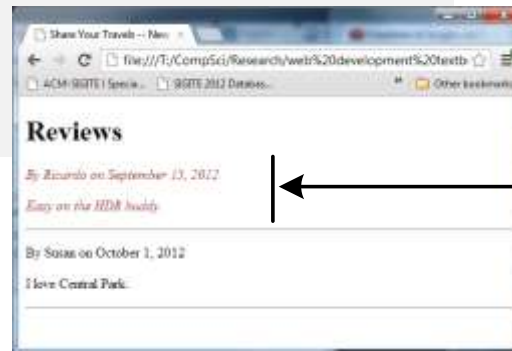 Share Your Travels -- New
file:///T:/CompSci/Research/web%20development%20textb
ACM-SIGITE | Specia... SIGITE 2012 Databas... » Other bookmarks
Reviews
By Ricardo on September 15, 2012
Easy on the HDR buddy.
By Susan on October 1, 2012
I love Central Park.